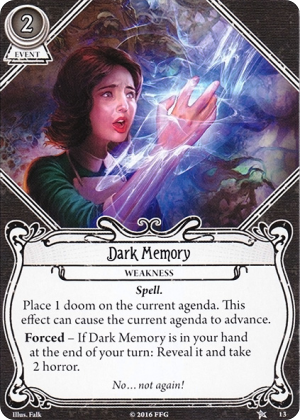 2
EVENT
Dark Memory
WEAKNESS
Spell.
Place 1 doom on the current agenda. This
effect can cause the current agenda to advance.
Forced – If Dark Memory is in your hand
at the end of your turn: Reveal it and take
2 horror.
No…not again!
Illus. Falk
© 2016 FFG
13